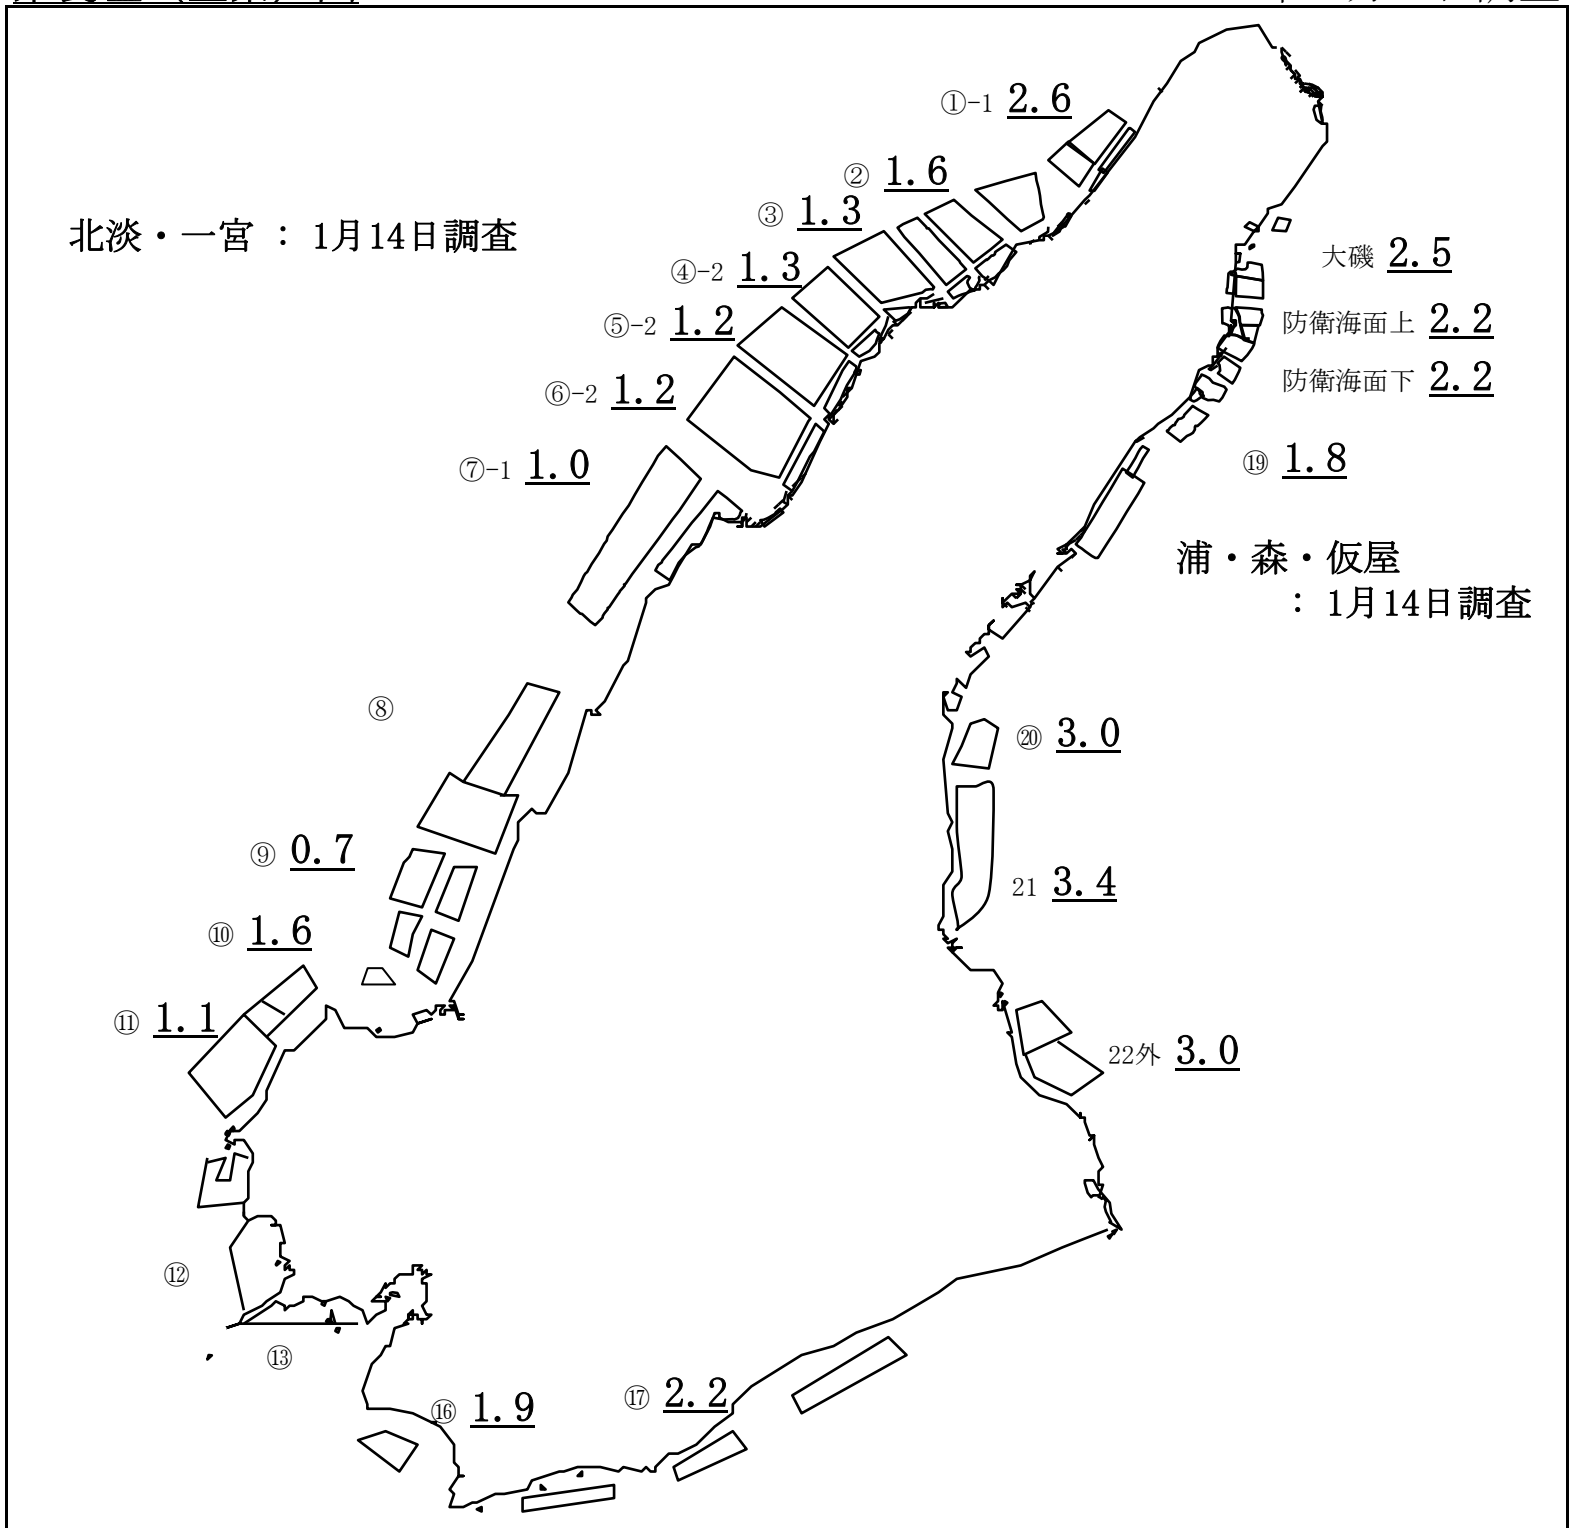 ①-1 2.6
② 1.6
③ 1.3
北淡・一宮 : 1月14日調査
大磯 2.5
④-2 1.3
⑤-2 1.2
防衛海面上 2.2
⑥-2 1.2
防衛海面下 2.2
⑦-1 1.0
⑲ 1.8
浦・森・仮屋
: 1月14日調査
⑧
⑳ 3.0
⑨ 0.7
21 3.4
⑩ 1.6
⑪ 1.1
22外 3.0
⑫
⑬
⑯ 1.9
⑰ 2.2